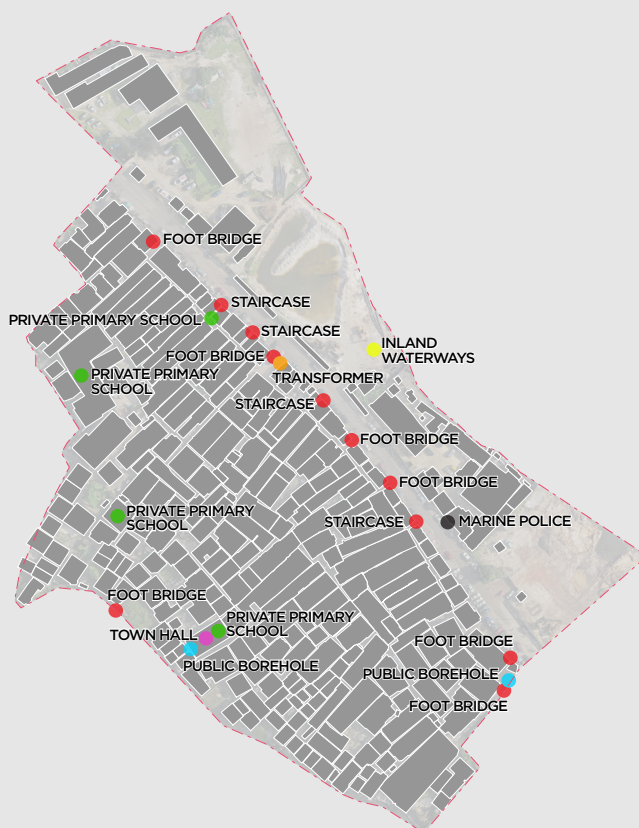 FOOT BRIDGE
STAIRCASE
PRIVATE PRIMARY SCHOOL
STAIRCASE
INLAND
WATERWAYS
FOOT BRIDGE
TRANSFORMER
PRIVATE PRIMARY
SCHOOL
STAIRCASE
FOOT BRIDGE
FOOT BRIDGE
PRIVATE PRIMARY
SCHOOL
STAIRCASE
MARINE POLICE
FOOT BRIDGE
PRIVATE PRIMARY
SCHOOL
TOWN HALL
PUBLIC BOREHOLE
FOOT BRIDGE
PUBLIC BOREHOLE
FOOT BRIDGE